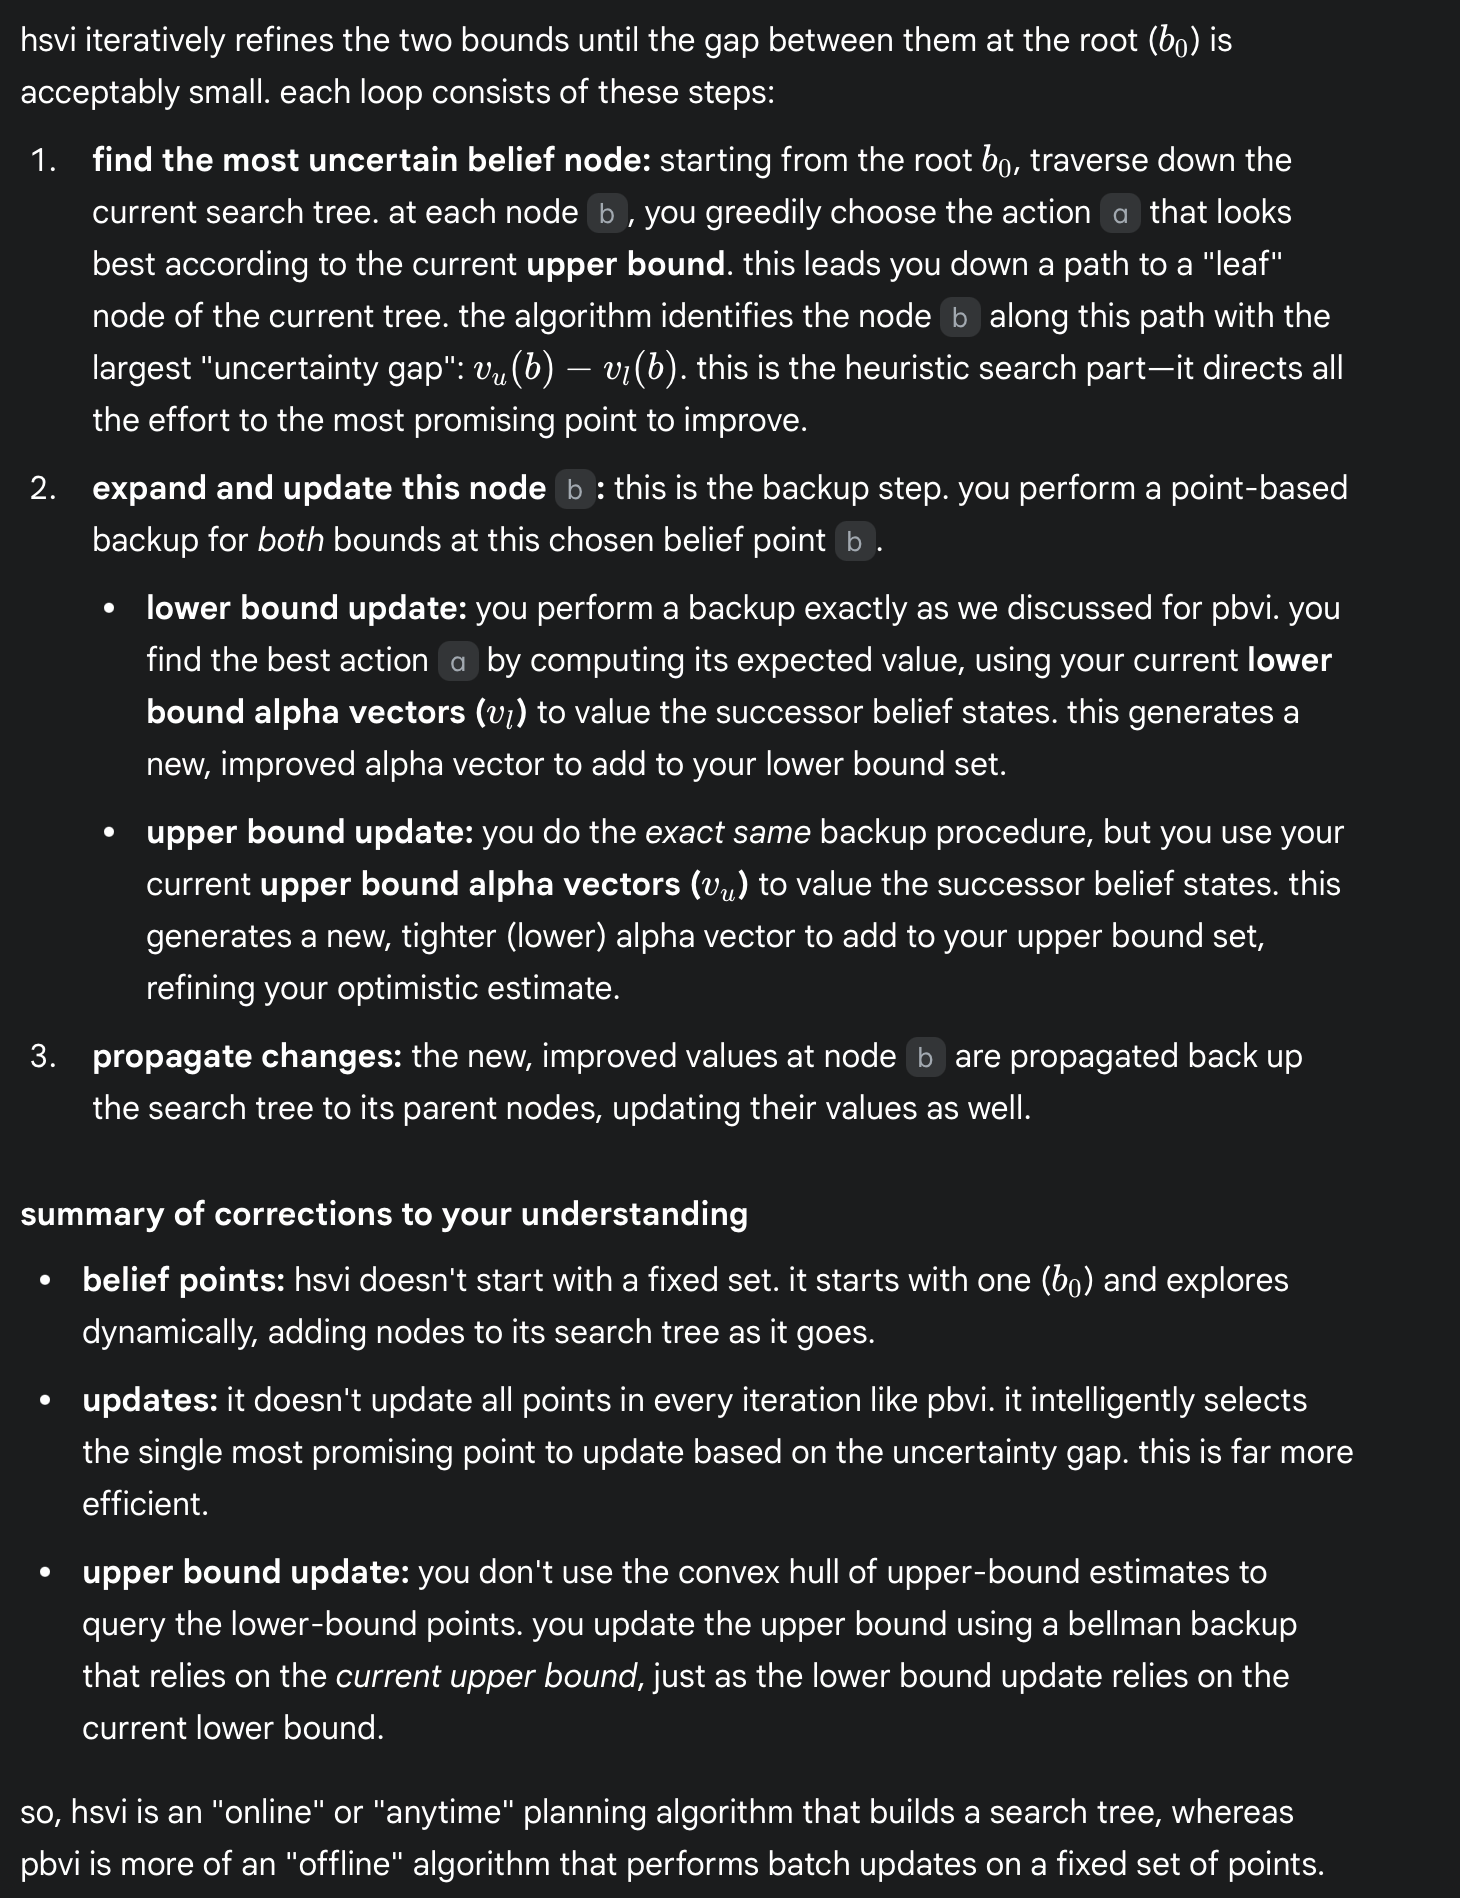 hsvi iteratively refines the two bounds until the gap between them at the root (b₀) is
acceptably small. each loop consists of these steps:
1. find the most uncertain belief node: starting from the root b₀, traverse down the
current search tree. at each node b, you greedily choose the action a that looks
best according to the current upper bound. this leads you down a path to a "leaf"
node of the current tree. the algorithm identifies the node b along this path with the
largest "uncertainty gap": vᵤ(b) − vₗ(b). this is the heuristic search part—it directs all
the effort to the most promising point to improve.
2. expand and update this node b: this is the backup step. you perform a point-based
backup for both bounds at this chosen belief point b.
• lower bound update: you perform a backup exactly as we discussed for pbvi. you
find the best action a by computing its expected value, using your current lower
bound alpha vectors (vₗ) to value the successor belief states. this generates a
new, improved alpha vector to add to your lower bound set.
• upper bound update: you do the exact same backup procedure, but you use your
current upper bound alpha vectors (vᵤ) to value the successor belief states. this
generates a new, tighter (lower) alpha vector to add to your upper bound set,
refining your optimistic estimate.
3. propagate changes: the new, improved values at node b are propagated back up
the search tree to its parent nodes, updating their values as well.
summary of corrections to your understanding
• belief points: hsvi doesn't start with a fixed set. it starts with one (b₀) and explores
dynamically, adding nodes to its search tree as it goes.
• updates: it doesn't update all points in every iteration like pbvi. it intelligently selects
the single most promising point to update based on the uncertainty gap. this is far more
efficient.
• upper bound update: you don't use the convex hull of upper-bound estimates to
query the lower-bound points. you update the upper bound using a bellman backup
that relies on the current upper bound, just as the lower bound update relies on the
current lower bound.
so, hsvi is an "online" or "anytime" planning algorithm that builds a search tree, whereas
pbvi is more of an "offline" algorithm that performs batch updates on a fixed set of points.